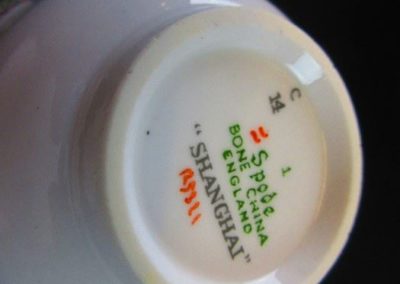 C
14
1
Spode
BONE CHINA
ENGLAND
"SHANGHAI"